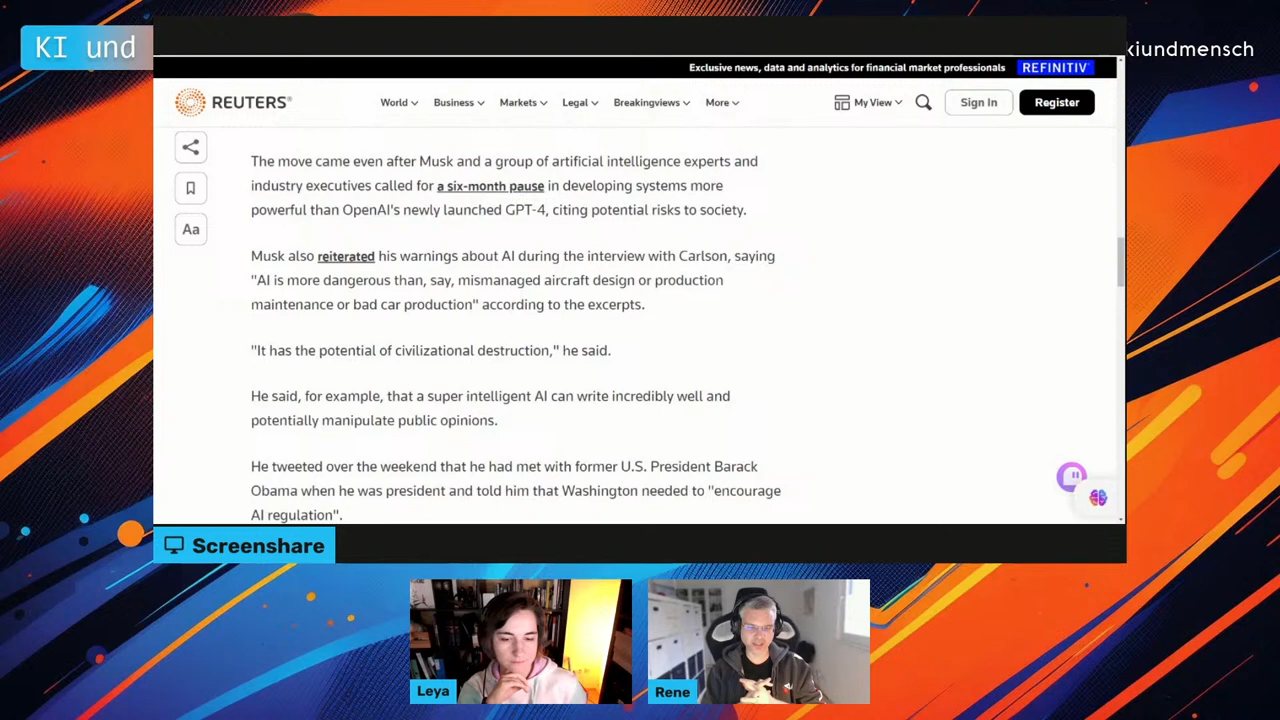 KI und
kiundmensch
Exclusive news, data and analytics for financial market professionals REFINITIV
REUTERS®
World Business Markets Legal Breakingviews More
My View Sign In Register
Aa
The move came even after Musk and a group of artificial intelligence experts and
industry executives called for a six-month pause in developing systems more
powerful than OpenAI's newly launched GPT-4, citing potential risks to society.
Musk also reiterated his warnings about AI during the interview with Carlson, saying
"AI is more dangerous than, say, mismanaged aircraft design or production
maintenance or bad car production" according to the excerpts.
"It has the potential of civilizational destruction," he said.
He said, for example, that a super intelligent AI can write incredibly well and
potentially manipulate public opinions.
He tweeted over the weekend that he had met with former U.S. President Barack
Obama when he was president and told him that Washington needed to "encourage
AI regulation".
Screenshare
Leya
Rene